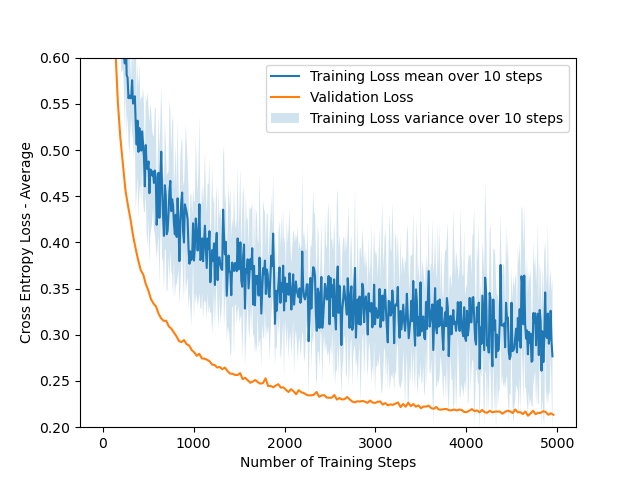 0.60
0.55
0.50
0.45
0.40
0.35
0.30
0.25
0.20
Cross Entropy Loss - Average
Training Loss mean over 10 steps
Validation Loss
Training Loss variance over 10 steps
0 1000 2000 3000 4000 5000
Number of Training Steps